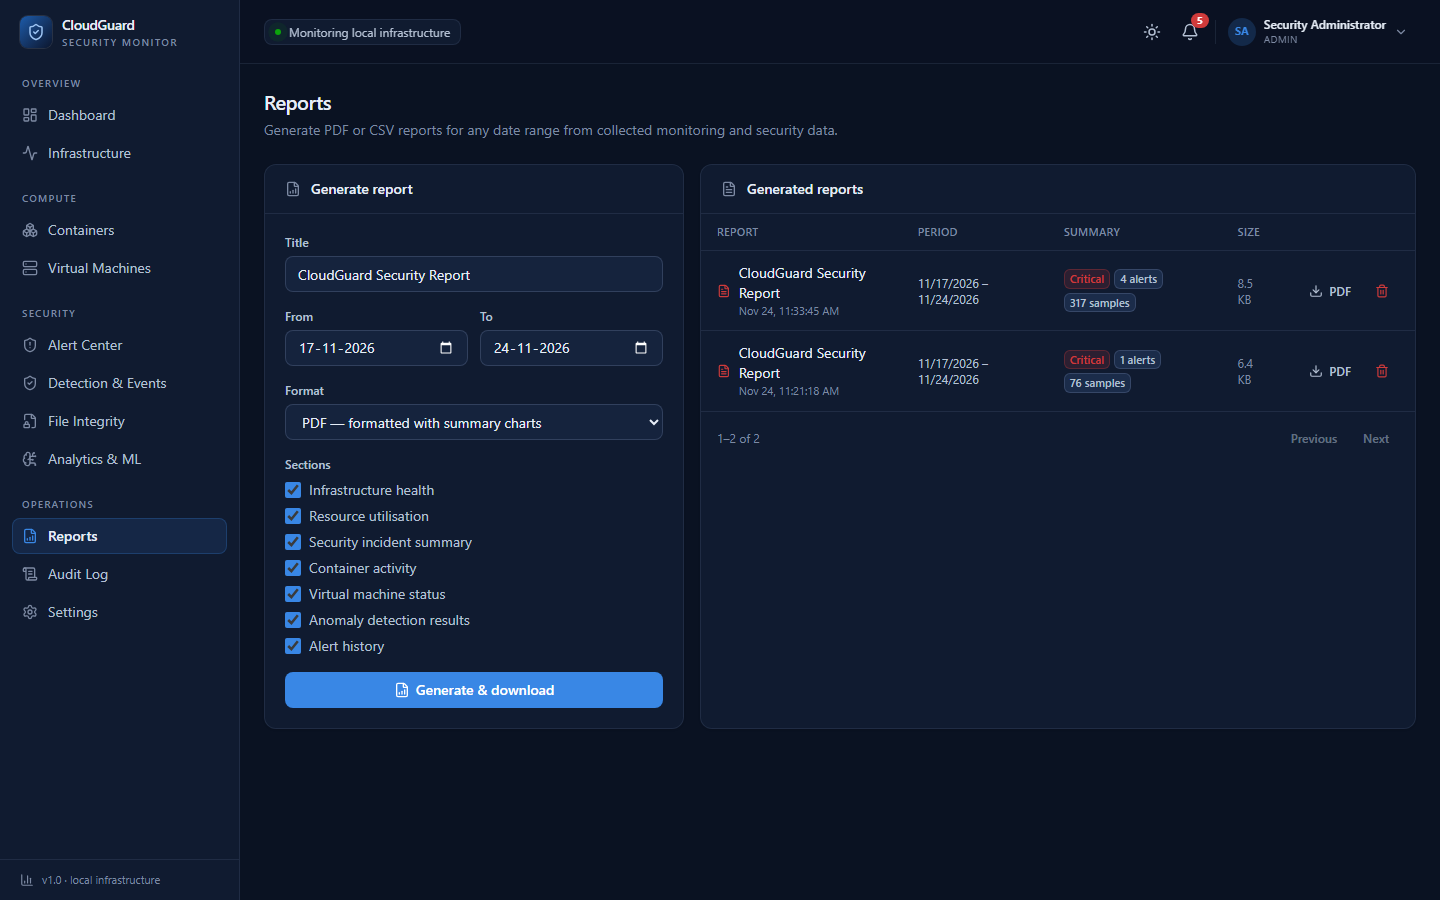 CloudGuard
SECURITY MONITOR
OVERVIEW
Dashboard
Infrastructure
COMPUTE
Containers
Virtual Machines
SECURITY
Alert Center
Detection & Events
File Integrity
Analytics & ML
OPERATIONS
Reports
Audit Log
Settings
v1.0 · local infrastructure
Monitoring local infrastructure
5
SA
Security Administrator
ADMIN
Reports
Generate PDF or CSV reports for any date range from collected monitoring and security data.
Generate report
Title
CloudGuard Security Report
From
To
17-11-2026
24-11-2026
Format
PDF — formatted with summary charts
Sections
Infrastructure health
Resource utilisation
Security incident summary
Container activity
Virtual machine status
Anomaly detection results
Alert history
Generate & download
Generated reports
REPORT PERIOD SUMMARY SIZE
CloudGuard Security
Report
Nov 24, 11:33:45 AM
11/17/2026 –
11/24/2026
Critical 4 alerts
317 samples
8.5
KB
PDF
CloudGuard Security
Report
Nov 24, 11:21:18 AM
11/17/2026 –
11/24/2026
Critical 1 alerts
76 samples
6.4
KB
PDF
1–2 of 2
Previous Next